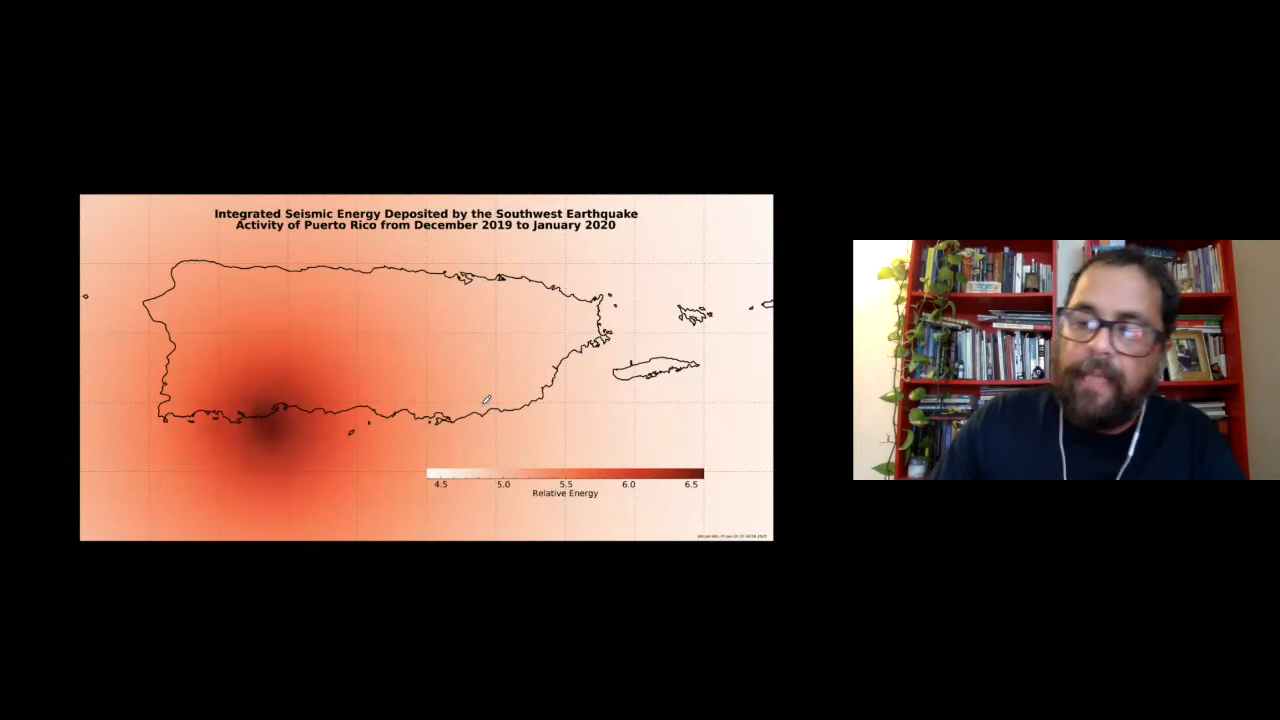 Integrated Seismic Energy Deposited by the Southwest Earthquake
Activity of Puerto Rico from December 2019 to January 2020
4.5 5.0 5.5 6.0 6.5
Relative Energy